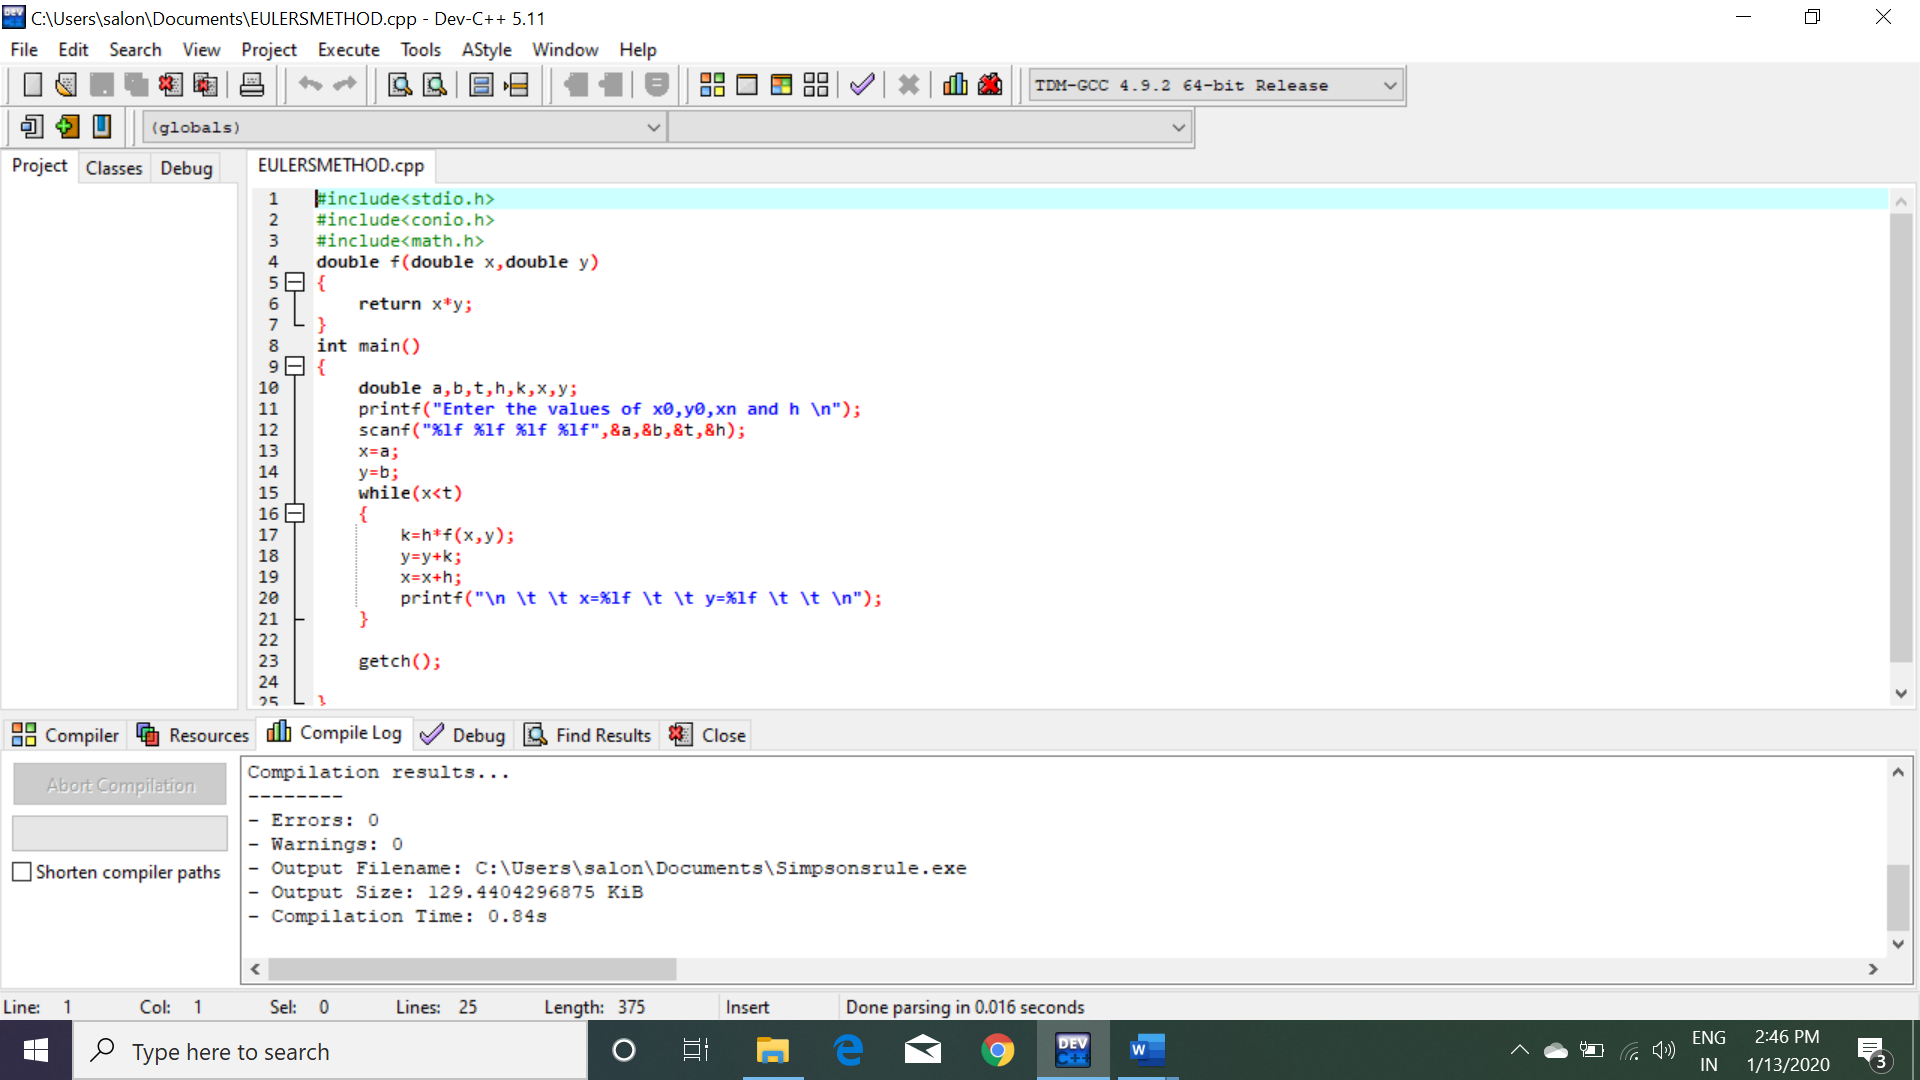 C:\Users\salon\Documents\EULERSMETHOD.cpp - Dev-C++ 5.11
File Edit Search View Project Execute Tools AStyle Window Help
TDM-GCC 4.9.2 64-bit Release
(globals)
Project Classes Debug EULERSMETHOD.cpp
1 #include<stdio.h>
2 #include<conio.h>
3 #include<math.h>
4 double f(double x,double y)
5 {
6 return x*y;
7 }
8 int main()
9 {
10 double a,b,t,h,k,x,y;
11 printf("Enter the values of x0,y0,xn and h \n");
12 scanf("%lf %lf %lf %lf",&a,&b,&t,&h);
13 x=a;
14 y=b;
15 while(x<t)
16 {
17 k=h*f(x,y);
18 y=y+k;
19 x=x+h;
20 printf("\n \t \t x=%lf \t \t y=%lf \t \t \n");
21 }
22
23 getch();
24
25 }
Compiler Resources Compile Log Debug Find Results Close
Abort Compilation
Shorten compiler paths
Compilation results...
--------
- Errors: 0
- Warnings: 0
- Output Filename: C:\Users\salon\Documents\Simpsonsrule.exe
- Output Size: 129.4404296875 KiB
- Compilation Time: 0.84s
Line: 1 Col: 1 Sel: 0 Lines: 25 Length: 375 Insert Done parsing in 0.016 seconds
Type here to search
DEV C++
W
ENG
IN
2:46 PM
1/13/2020
3